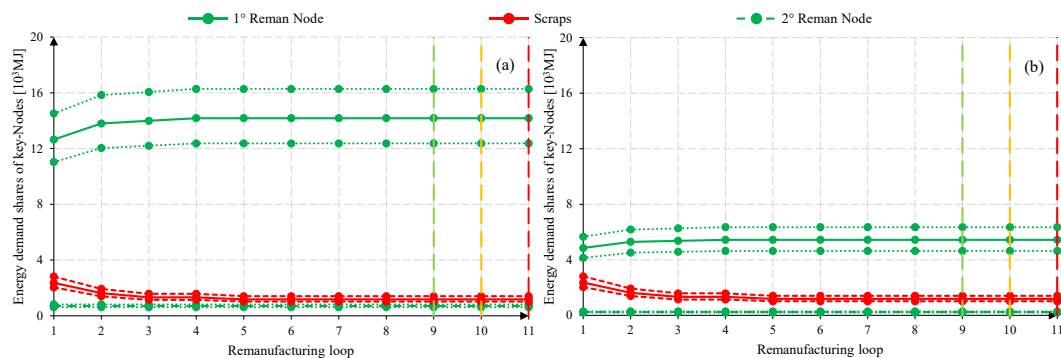 1° Reman Node Scraps 2° Reman Node
Energy demand shares of key-Nodes [10³MJ]
20
16
12
8
4
0
(a)
1 2 3 4 5 6 7 8 9 10 11
Remanufacturing loop
Energy demand shares of key-Nodes [10³MJ]
20
16
12
8
4
0
(b)
1 2 3 4 5 6 7 8 9 10 11
Remanufacturing loop